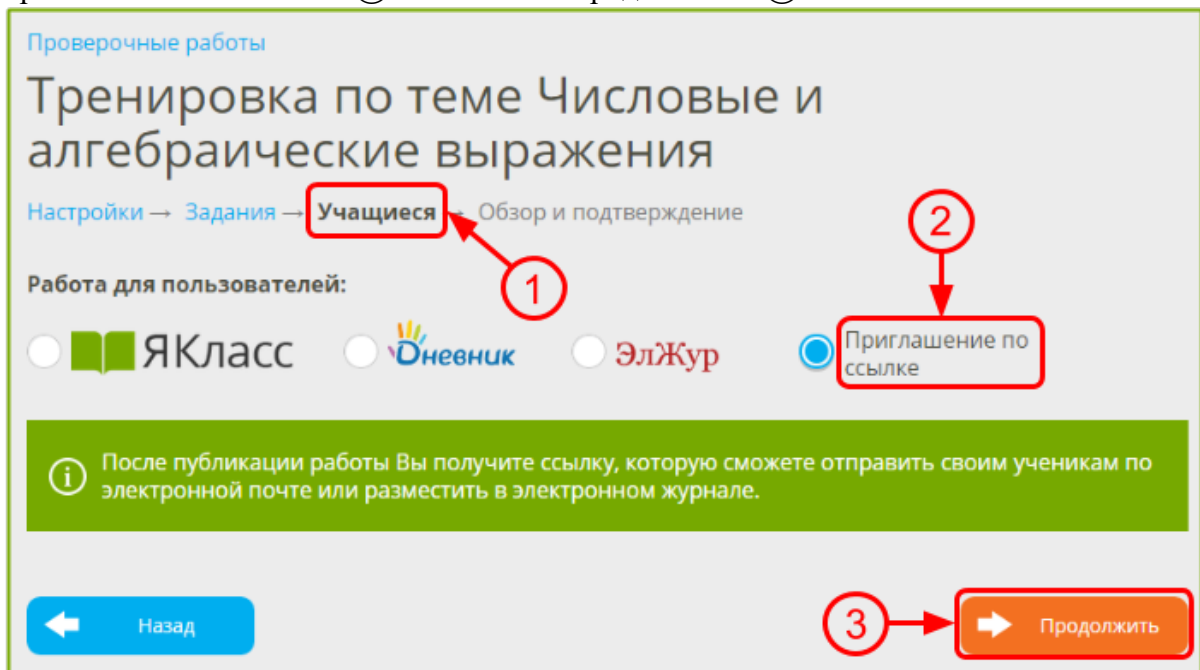 Проверочные работы
Тренировка по теме Числовые и
алгебраические выражения
Настройки → Задания → Учащиеся → Обзор и подтверждение
2
1
Работа для пользователей:
ЯКласс Дневник ЭлЖур Приглашение по
ссылке
После публикации работы Вы получите ссылку, которую сможете отправить своим ученикам по
электронной почте или разместить в электронном журнале.
Назад 3 Продолжить